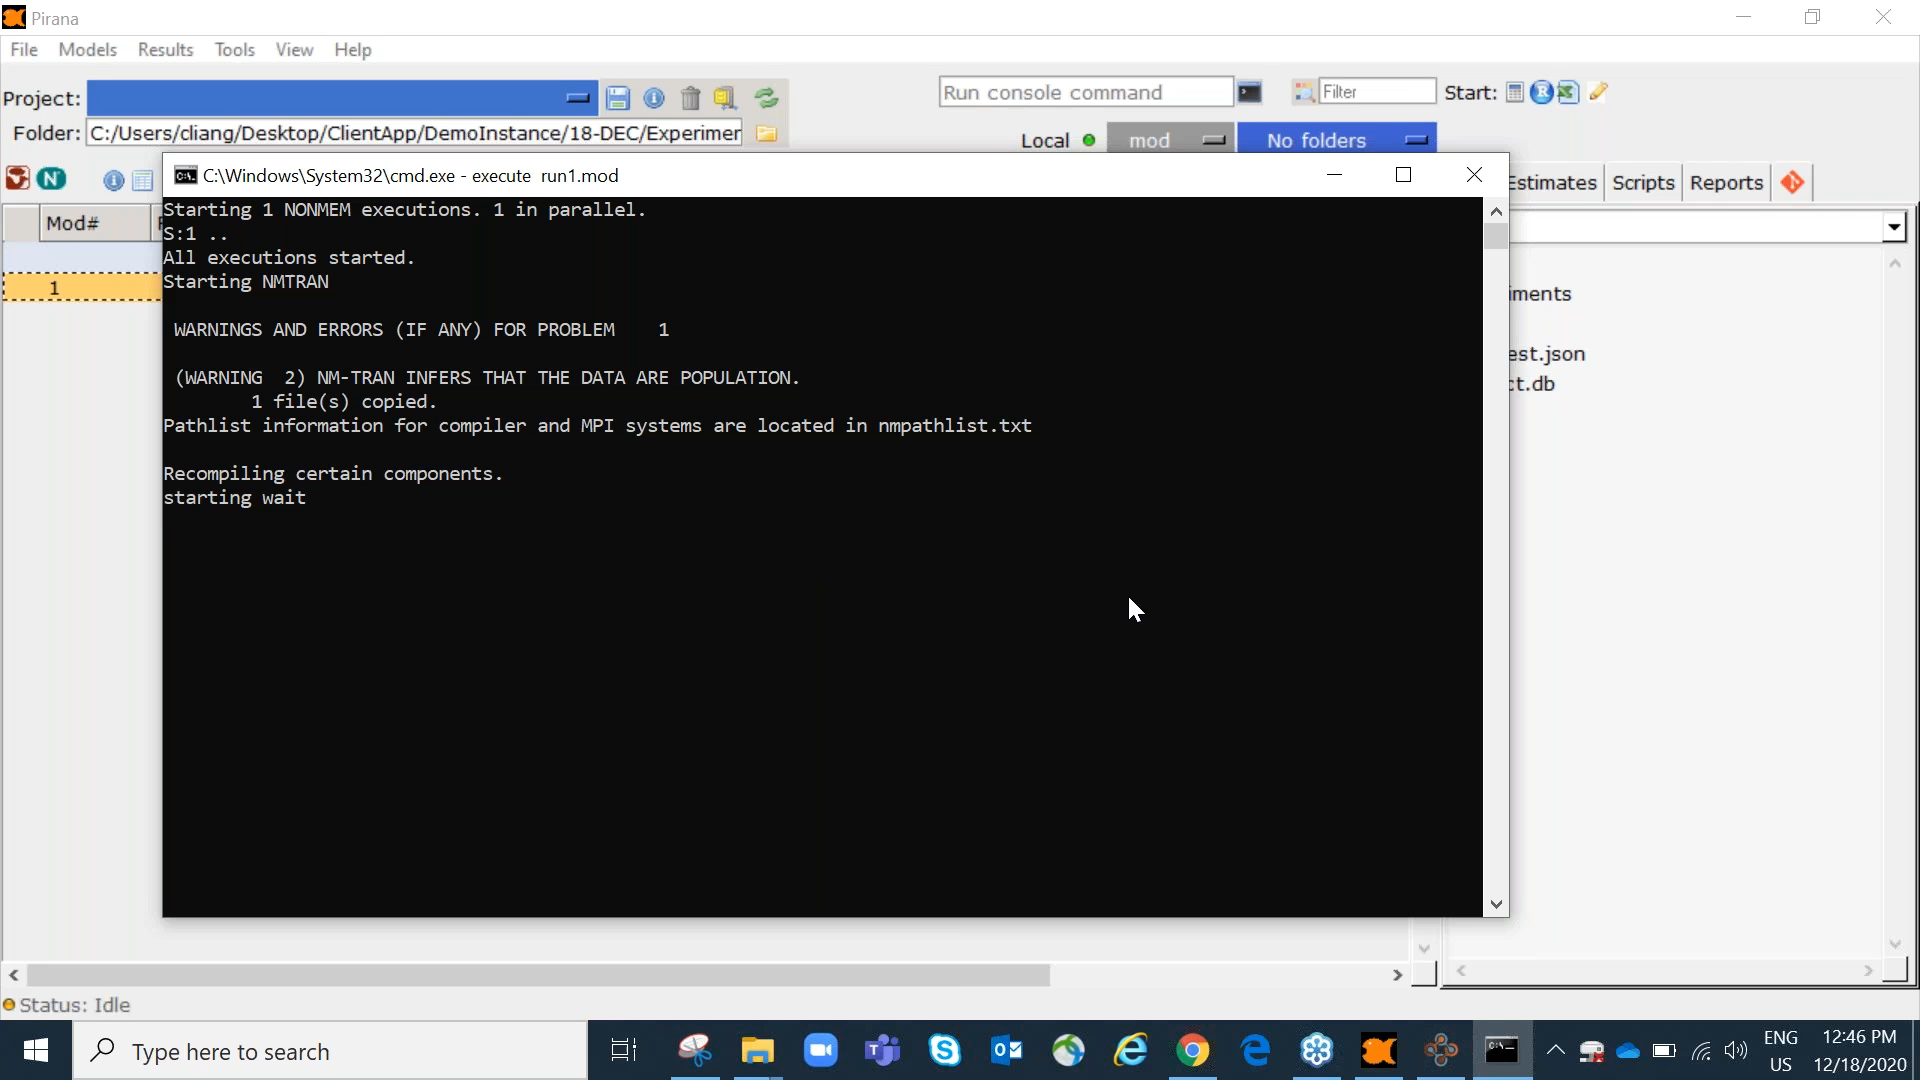 Pirana
File Models Results Tools View Help
Project:
Run console command
Filter
Start:
Folder: C:/Users/cliang/Desktop/ClientApp/DemoInstance/18-DEC/Experimer
Local mod No folders
C:\Windows\System32\cmd.exe - execute run1.mod
Estimates Scripts Reports
Mod#
1
Starting 1 NONMEM executions. 1 in parallel.
S:1 ..
All executions started.
Starting NMTRAN
WARNINGS AND ERRORS (IF ANY) FOR PROBLEM 1
(WARNING 2) NM-TRAN INFERS THAT THE DATA ARE POPULATION.
1 file(s) copied.
Pathlist information for compiler and MPI systems are located in nmpathlist.txt
Recompiling certain components.
starting wait
iments
est.json
ct.db
Status: Idle
Type here to search
ENG
US
12:46 PM
12/18/2020